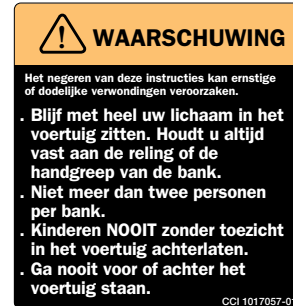 WAARSCHUWING
Het negeren van deze instructies kan ernstige
of dodelijke verwondingen veroorzaken.
. Blijf met heel uw lichaam in het
voertuig zitten. Houdt u altijd
vast aan de reling of de
handgreep van de bank.
. Niet meer dan twee personen
per bank.
. Kinderen NOOIT zonder toezicht
in het voertuig achterlaten.
. Ga nooit voor of achter het
voertuig staan.
CCI 1017057-01